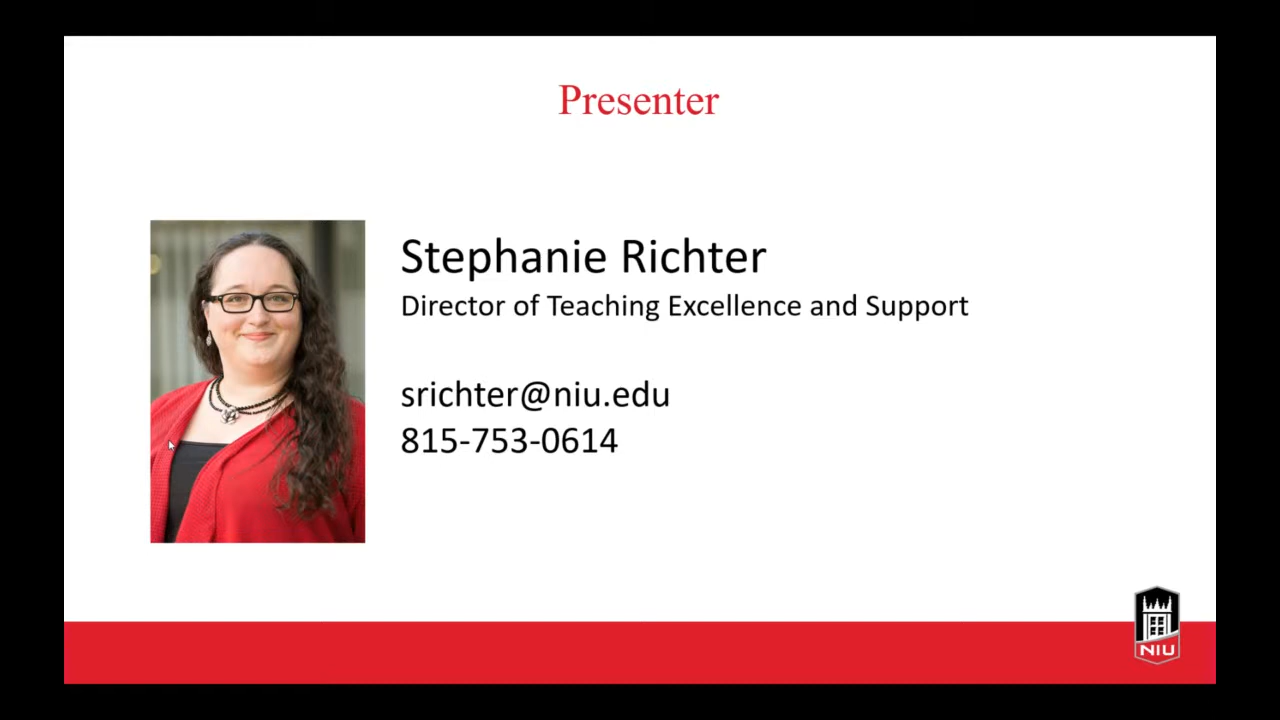 Presenter
Stephanie Richter
Director of Teaching Excellence and Support
srichter@niu.edu
815-753-0614
NIU